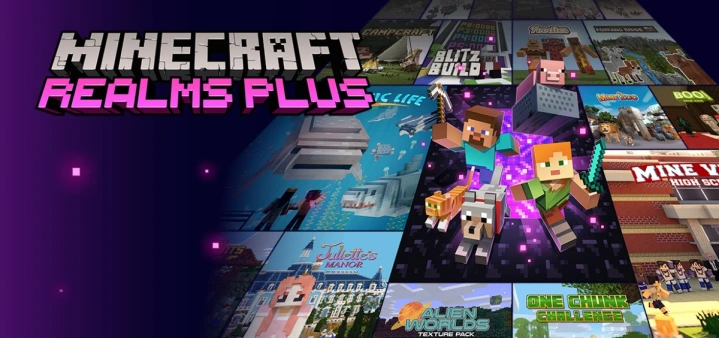 MINECRAFT
REALMS PLUS
CAMPCRAFT
BLITZ
BUILD
IC LIFE
BOO!
MINE V
HIGH SC
Juliette's
MANOR
ALIEN
WORLDS
TEXTURE PACK
ONE CHUNK
CHALLENGE